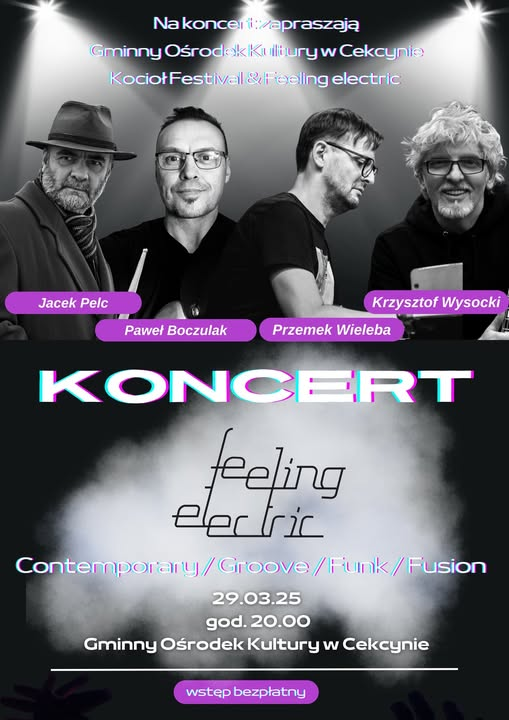 Na koncert zapraszają
Gminny Ośrodek Kultury w Cekcynie
Kocioł Festivall & Feeling electric
Jacek Pelc
Paweł Boczulak
Przemek Wieleba
Krzysztof Wysocki
KONCERT
feeling
electric
Contemporary / Groove / Funk / Fusion
29.03.25
god. 20.00
Gminny Ośrodek Kultury w Cekcynie
wstęp bezpłatny